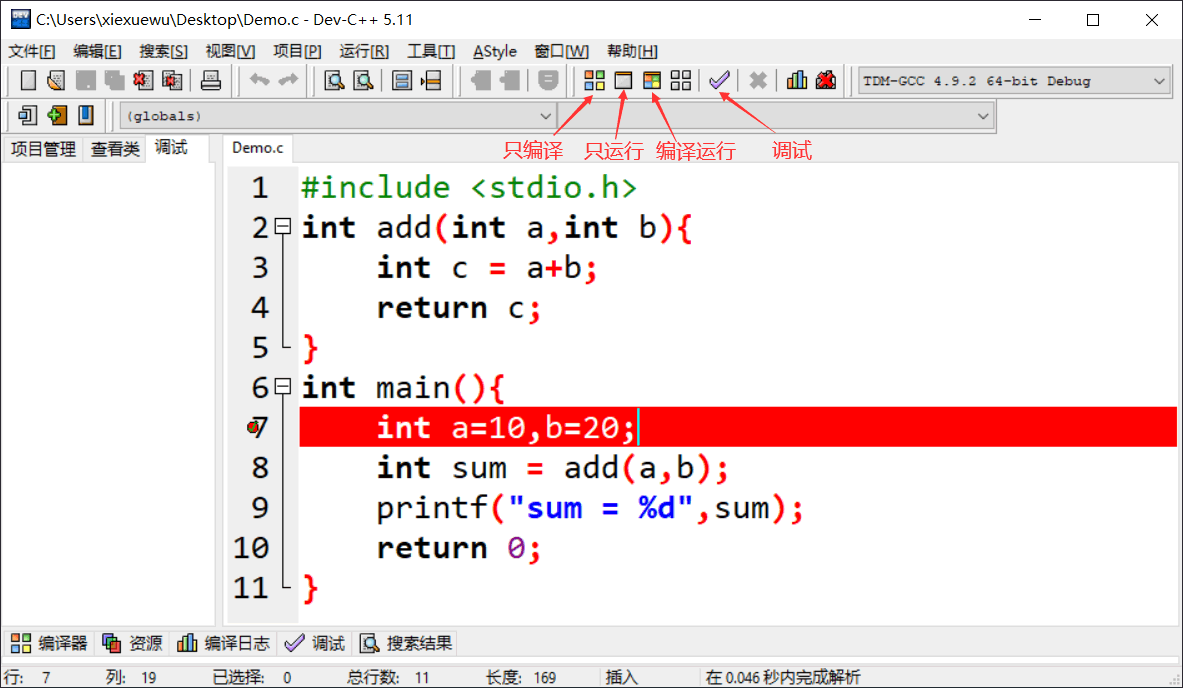 C:\Users\xiexuewu\Desktop\Demo.c - Dev-C++ 5.11
文件[F] 编辑[E] 搜索[S] 视图[V] 项目[P] 运行[R] 工具[T] AStyle 窗口[W] 帮助[H]
TDM-GCC 4.9.2 64-bit Debug
(globals)
只编译 只运行 编译运行 调试
项目管理 查看类 调试 Demo.c
1 #include <stdio.h>
2 int add(int a,int b){
3 int c = a+b;
4 return c;
5 }
6 int main(){
7 int a=10,b=20;
8 int sum = add(a,b);
9 printf("sum = %d",sum);
10 return 0;
11 }
编译器 资源 编译日志 调试 搜索结果
行: 7 列: 19 已选择: 0 总行数: 11 长度: 169 插入 在 0.046 秒内完成解析